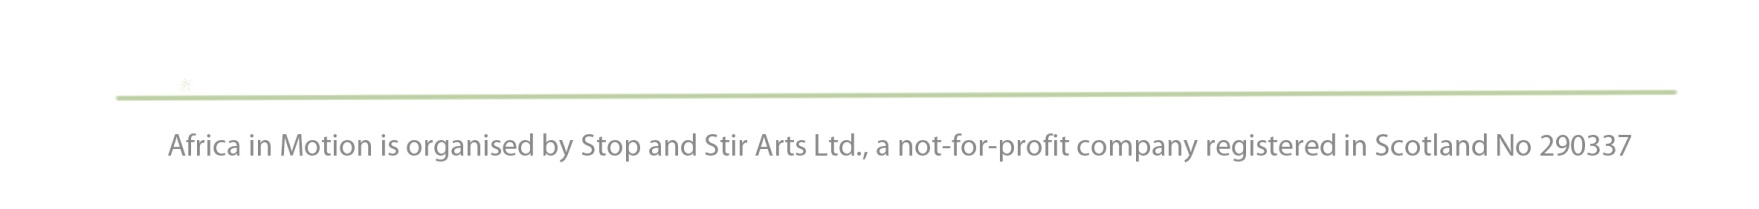 Africa in Motion is organised by Stop and Stir Arts Ltd., a not-for-profit company registered in Scotland No 290337